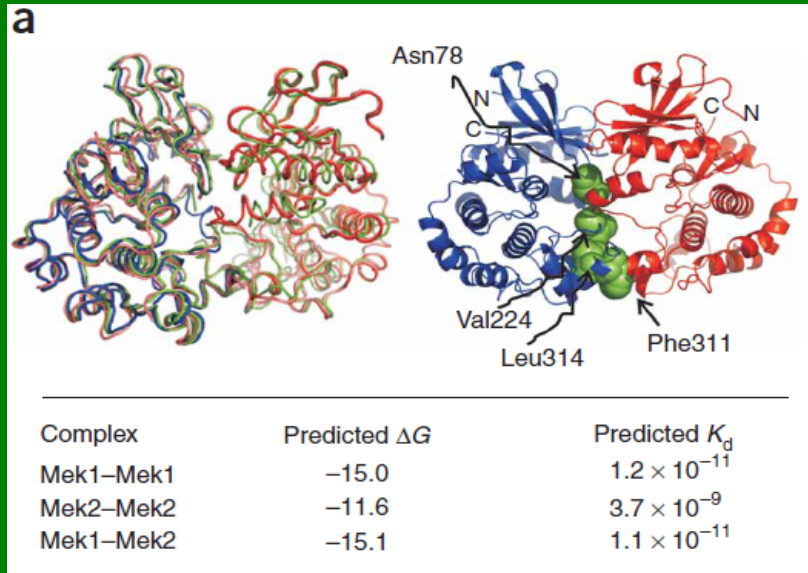 a
Asn78
N
C
C
N
Val224
Leu314
Phe311
Complex Predicted ΔG Predicted Kd
Mek1–Mek1 –15.0 1.2 × 10⁻¹¹
Mek2–Mek2 –11.6 3.7 × 10⁻⁹
Mek1–Mek2 –15.1 1.1 × 10⁻¹¹